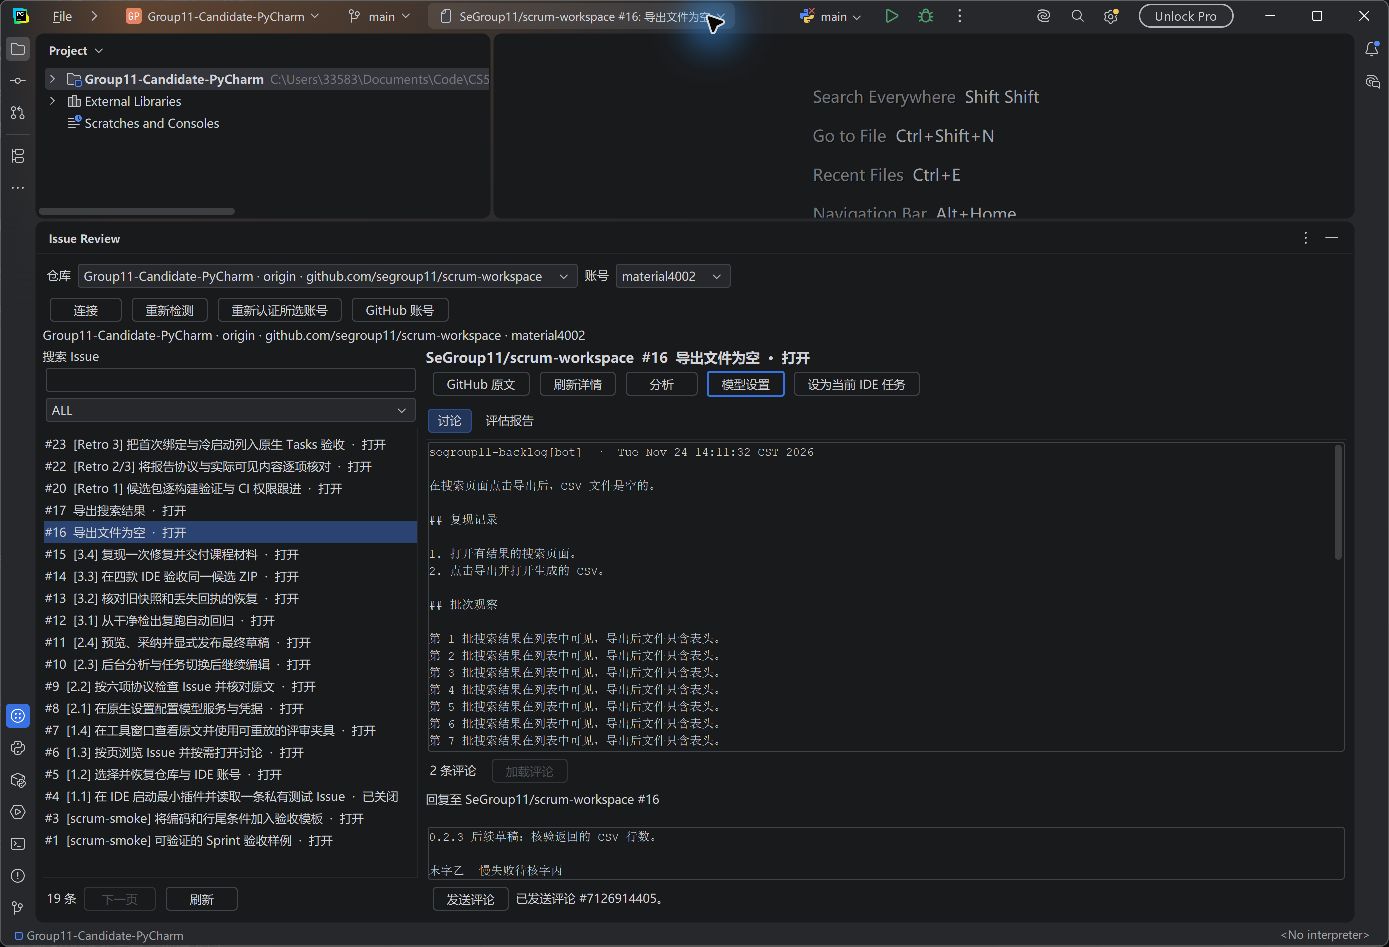 File
Group11-Candidate-PyCharm
main
SeGroup11/scrum-workspace #16: 导出文件为空
main
Unlock Pro
Project
Group11-Candidate-PyCharm C:\Users\33583\Documents\Code\CS5
External Libraries
Scratches and Consoles
Search Everywhere Shift Shift
Go to File Ctrl+Shift+N
Recent Files Ctrl+E
Navigation Bar Alt+Home
Issue Review
仓库 Group11-Candidate-PyCharm · origin · github.com/segroup11/scrum-workspace 账号 material4002
连接 重新检测 重新认证所选账号 GitHub 账号
Group11-Candidate-PyCharm · origin · github.com/segroup11/scrum-workspace · material4002
搜索 Issue
ALL
#23 [Retro 3] 把首次绑定与冷启动列入原生 Tasks 验收 · 打开
#22 [Retro 2/3] 将报告协议与实际可见内容逐项核对 · 打开
#20 [Retro 1] 候选包逐构建验证与 CI 权限跟进 · 打开
#17 导出搜索结果 · 打开
#16 导出文件为空 · 打开
#15 [3.4] 复现一次修复并交付课程材料 · 打开
#14 [3.3] 在四款 IDE 验收同一候选 ZIP · 打开
#13 [3.2] 核对旧快照和丢失回执的恢复 · 打开
#12 [3.1] 从干净检出复跑自动回归 · 打开
#11 [2.4] 预览、采纳并显式发布最终草稿 · 打开
#10 [2.3] 后台分析与任务切换后继续编辑 · 打开
#9 [2.2] 按六项协议检查 Issue 并核对原文 · 打开
#8 [2.1] 在原生设置配置模型服务与凭据 · 打开
#7 [1.4] 在工具窗口查看原文并使用可重放的评审夹具 · 打开
#6 [1.3] 按页浏览 Issue 并按需打开讨论 · 打开
#5 [1.2] 选择并恢复仓库与 IDE 账号 · 打开
#4 [1.1] 在 IDE 启动最小插件并读取一条私有测试 Issue · 已关闭
#3 [scrum-smoke] 将编码和行尾条件加入验收模板 · 打开
#1 [scrum-smoke] 可验证的 Sprint 验收样例 · 打开
19 条 下一页 刷新
SeGroup11/scrum-workspace #16 导出文件为空 • 打开
GitHub 原文 刷新详情 分析 模型设置 设为当前 IDE 任务
讨论 评估报告
segroup11-backlog[bot] · Tue Nov 24 14:11:32 CST 2026
在搜索页面点击导出后，CSV 文件是空的。
## 复现记录
1. 打开有结果的搜索页面。
2. 点击导出并打开生成的 CSV。
## 批次观察
第 1 批搜索结果在列表中可见，导出后文件只含表头。
第 2 批搜索结果在列表中可见，导出后文件只含表头。
第 3 批搜索结果在列表中可见，导出后文件只含表头。
第 4 批搜索结果在列表中可见，导出后文件只含表头。
第 5 批搜索结果在列表中可见，导出后文件只含表头。
第 6 批搜索结果在列表中可见，导出后文件只含表头。
第 7 批搜索结果在列表中可见，导出后文件只含表头。
2 条评论 加载评论
回复至 SeGroup11/scrum-workspace #16
0.2.3 后续草稿：核验返回的 CSV 行数。
末字乙 慢失败待核字丙
发送评论 已发送评论 #7126914405。
Group11-Candidate-PyCharm
<No interpreter>